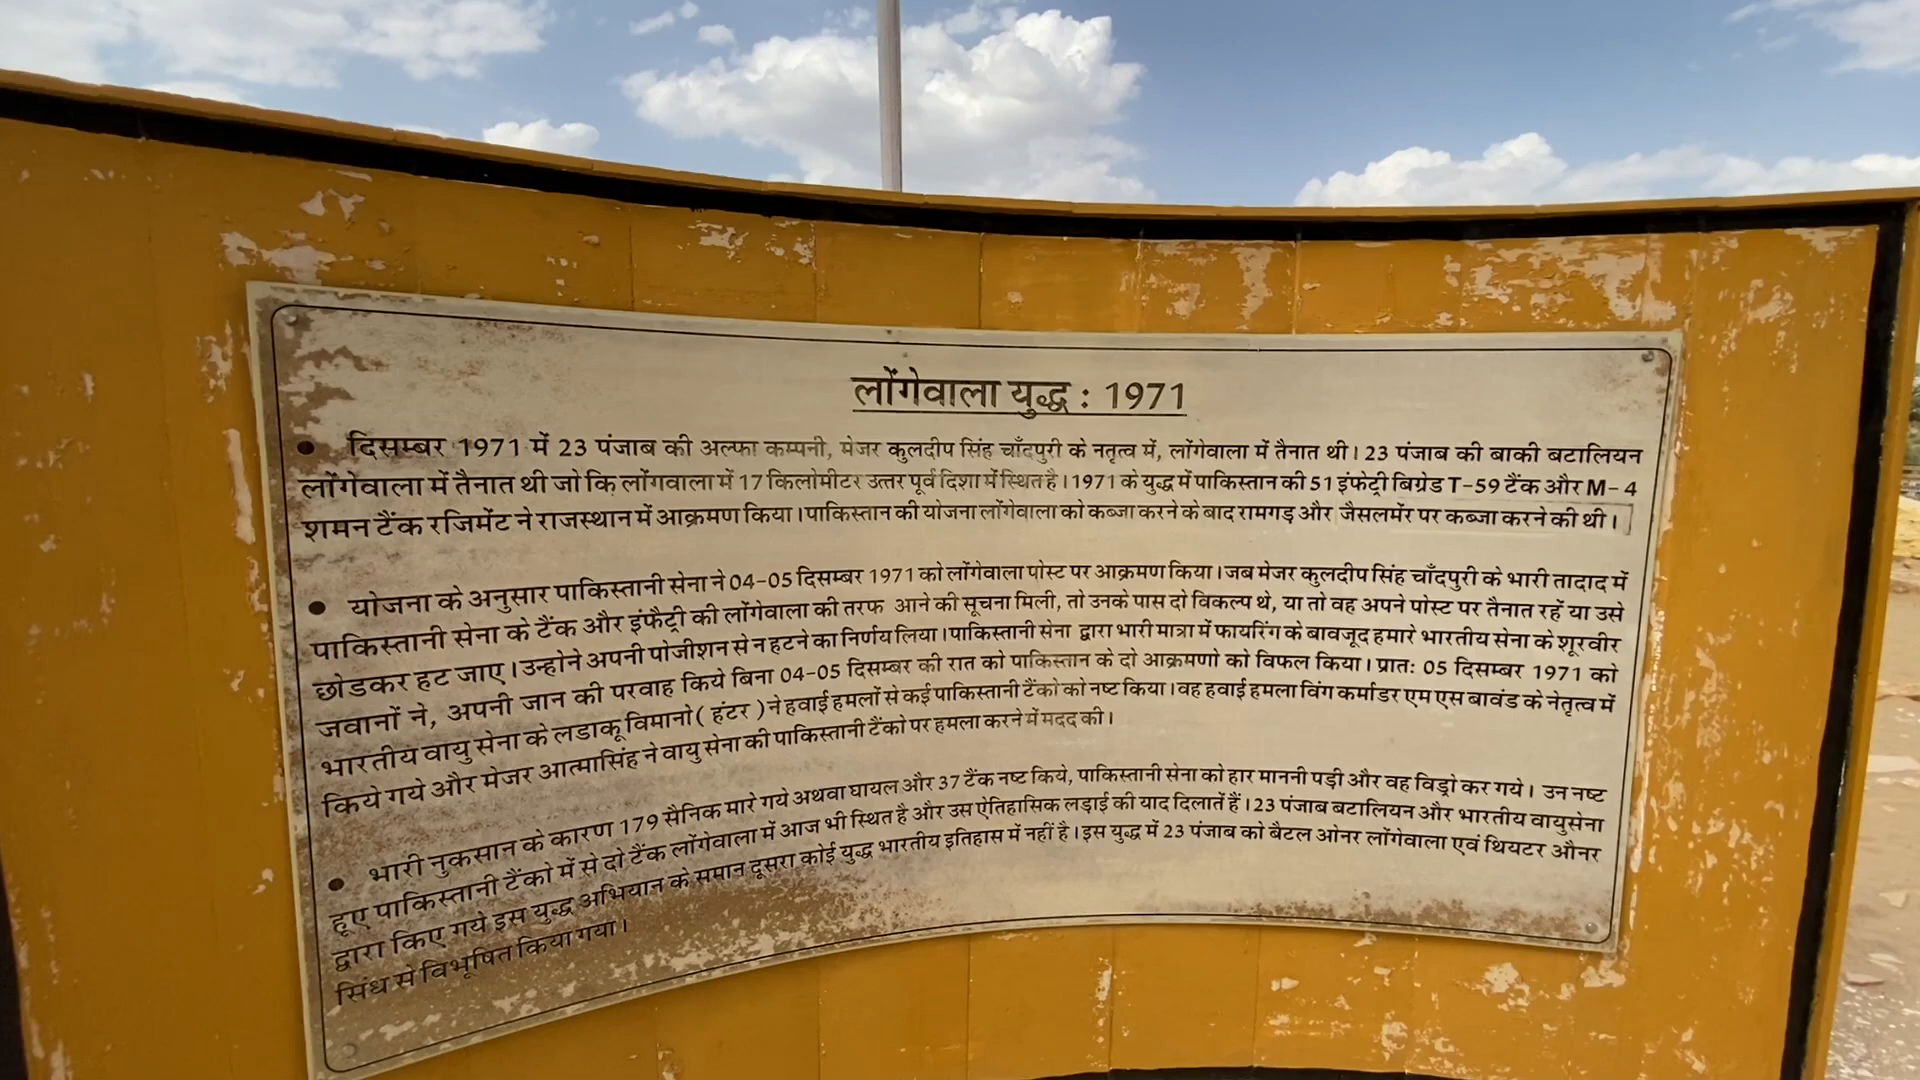 लोंगेवाला युद्ध : 1971
● दिसम्बर 1971 में 23 पंजाब की अल्फा कम्पनी, मेजर कुलदीप सिंह चाँदपुरी के नतृत्व में, लोंगेवाला में तैनात थी। 23 पंजाब की बाकी बटालियन
लोंगेवाला में तैनात थी जो कि लोंगवाला में 17 किलोमीटर उत्तर पूर्व दिशा में स्थित है। 1971 के युद्ध में पाकिस्तान की 51 इंफेट्री बिग्रेड T-59 टैंक और M-4
शमन टैंक रजिमेंट ने राजस्थान में आक्रमण किया। पाकिस्तान की योजना लोंगेवाला को कब्जा करने के बाद रामगड़ और जैसलमेंर पर कब्जा करने की थी।
● योजना के अनुसार पाकिस्तानी सेना ने 04-05 दिसम्बर 1971 को लोंगेवाला पोस्ट पर आक्रमण किया। जब मेजर कुलदीप सिंह चाँदपुरी के भारी तादाद में
पाकिस्तानी सेना के टैंक और इंफैट्री की लोंगेवाला की तरफ आने की सूचना मिली, तो उनके पास दो विकल्प थे, या तो वह अपने पोस्ट पर तैनात रहें या उसे
छोडकर हट जाए। उन्होने अपनी पोजीशन से न हटने का निर्णय लिया। पाकिस्तानी सेना द्वारा भारी मात्रा में फायरिंग के बावजूद हमारे भारतीय सेना के शूरवीर
जवानों ने, अपनी जान की परवाह किये बिना 04-05 दिसम्बर की रात को पाकिस्तान के दो आक्रमणो को विफल किया। प्रातः 05 दिसम्बर 1971 को
भारतीय वायु सेना के लडाकू विमानो ( हंटर ) ने हवाई हमलों से कई पाकिस्तानी टैंको को नष्ट किया। वह हवाई हमला विंग कर्माडर एम एस बावंड के नेतृत्व में
किये गये और मेजर आत्मासिंह ने वायु सेना की पाकिस्तानी टैंको पर हमला करने में मदद की।
● भारी नुकसान के कारण 179 सैनिक मारे गये अथवा घायल और 37 टैंक नष्ट किये, पाकिस्तानी सेना को हार माननी पड़ी और वह विड्रो कर गये। उन नष्ट
हूए पाकिस्तानी टैंको में से दो टैंक लोंगेवाला में आज भी स्थित है और उस ऐतिहासिक लड़ाई की याद दिलातें हैं। 23 पंजाब बटालियन और भारतीय वायुसेना
द्वारा किए गये इस युद्ध अभियान के समान दूसरा कोई युद्ध भारतीय इतिहास में नहीं है। इस युद्ध में 23 पंजाब को बैटल ओनर लोंगेवाला एवं थियटर औनर
सिंध से विभूषित किया गया।